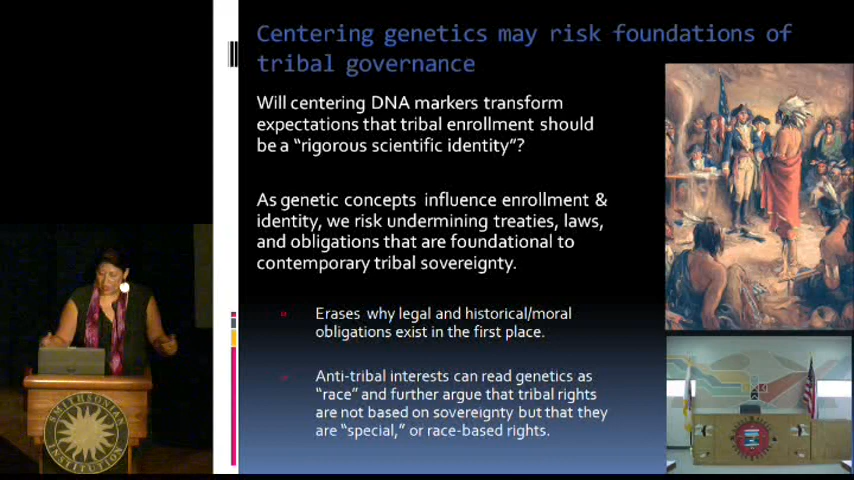 Centering genetics may risk foundations of
tribal governance
Will centering DNA markers transform
expectations that tribal enrollment should
be a “rigorous scientific identity”?
As genetic concepts influence enrollment &
identity, we risk undermining treaties, laws,
and obligations that are foundational to
contemporary tribal sovereignty.
Erases why legal and historical/moral
obligations exist in the first place.
Anti-tribal interests can read genetics as
“race” and further argue that tribal rights
are not based on sovereignty but that they
are “special,” or race-based rights.
SMITHSONIAN
INSTITUTION